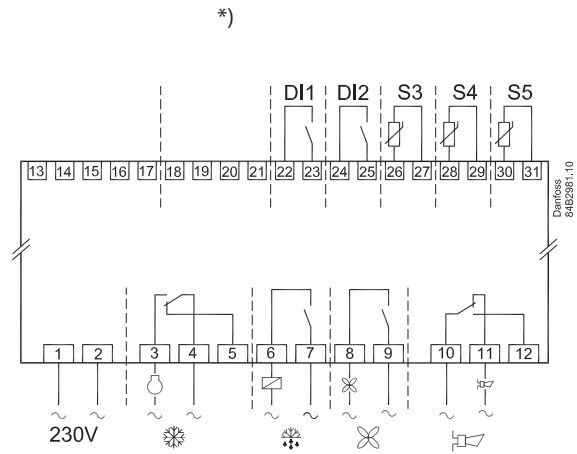 *)
DI1 DI2 S3 S4 S5
13 14 15 16 17 18 19 20 21 22 23 24 25 26 27 28 29 30 31
Danfoss
84B2981.10
1 2 3 4 5 6 7 8 9 10 11 12
230V